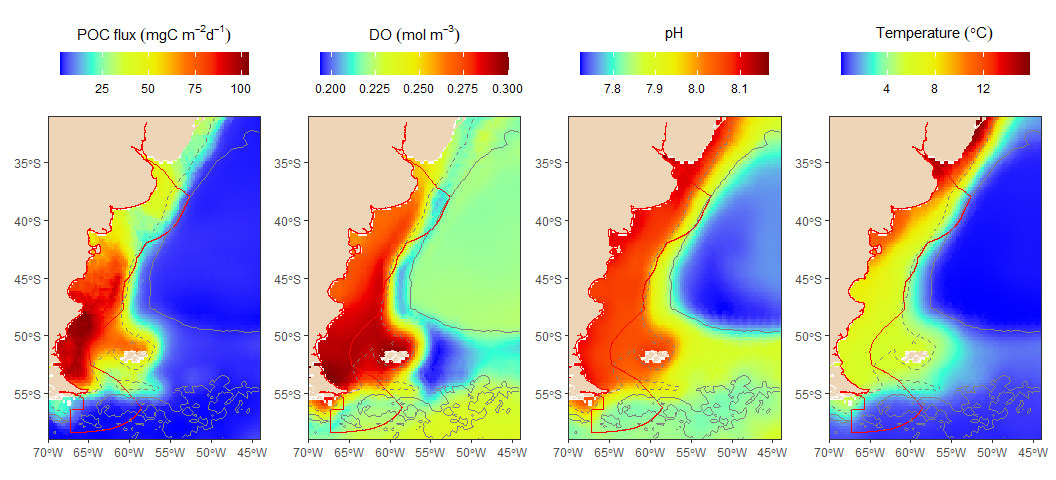 POC flux (mgC m⁻²d⁻¹) DO (mol m⁻³) pH Temperature (°C)
25 50 75 100 0.200 0.225 0.250 0.275 0.300 7.8 7.9 8.0 8.1 4 8 12
35°S 35°S 35°S 35°S
40°S 40°S 40°S 40°S
45°S 45°S 45°S 45°S
50°S 50°S 50°S 50°S
55°S 55°S 55°S 55°S
70°W 65°W 60°W 55°W 50°W 45°W 70°W 65°W 60°W 55°W 50°W 45°W 70°W 65°W 60°W 55°W 50°W 45°W 70°W 65°W 60°W 55°W 50°W 45°W